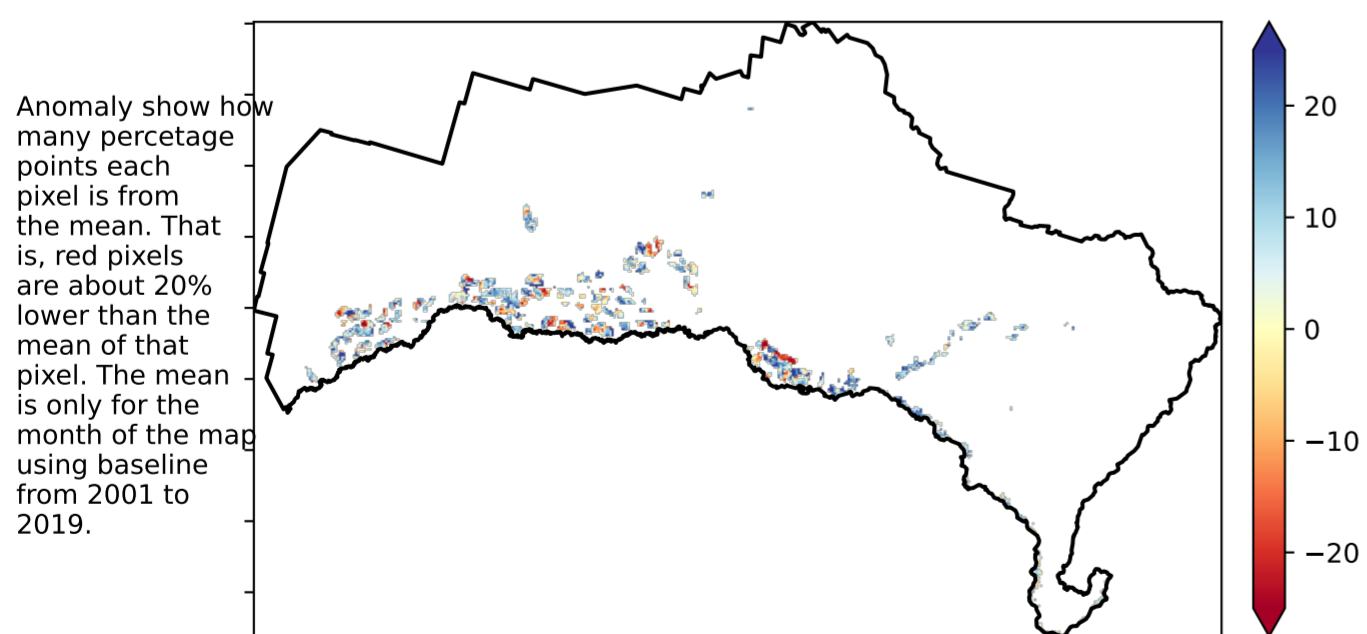 Anomaly show how
many percetage
points each
pixel is from
the mean. That
is, red pixels
are about 20%
lower than the
mean of that
pixel. The mean
is only for the
month of the map
using baseline
from 2001 to
2019.
20
10
0
−10
−20